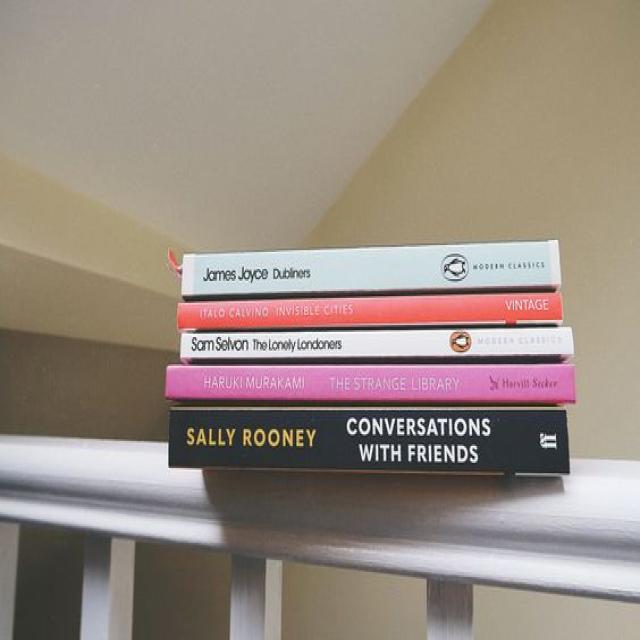 James Joyce Dubliners MODERN CLASSICS
ITALO CALVINO INVISIBLE CITIES VINTAGE
Sam Selvon The Lonely Londoners MODERN CLASSICS
HARUKI MURAKAMI THE STRANGE LIBRARY Harvill Secker
SALLY ROONEY CONVERSATIONS
WITH FRIENDS ff